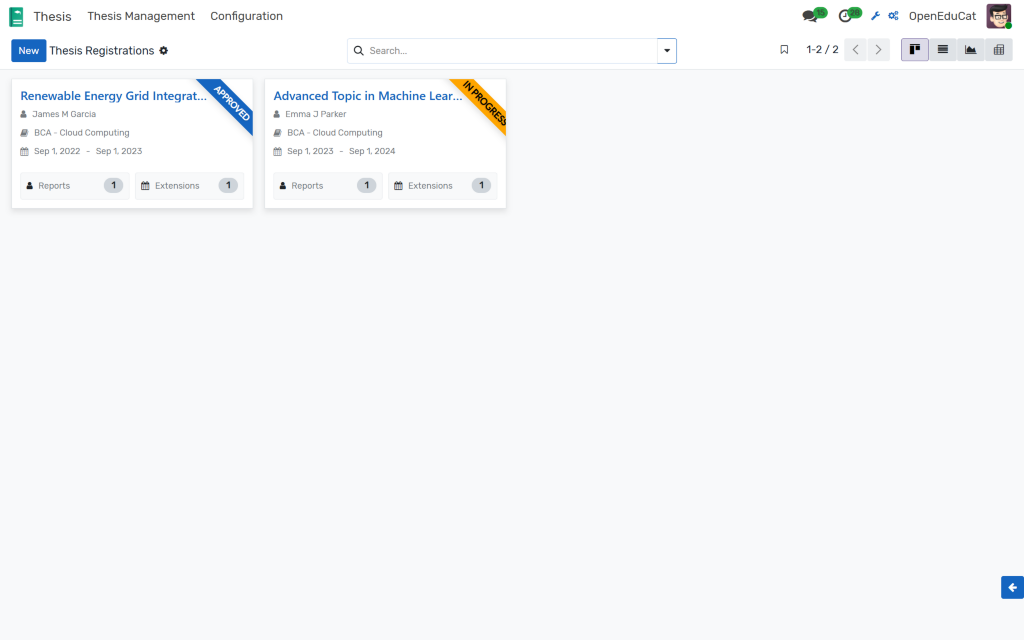 Thesis Thesis Management Configuration 15 28 OpenEduCat
New Thesis Registrations Search... 1-2 / 2
Renewable Energy Grid Integrat... APPROVED
James M Garcia
BCA - Cloud Computing
Sep 1, 2022 - Sep 1, 2023
Reports 1 Extensions 1
Advanced Topic in Machine Lear... IN PROGRESS
Emma J Parker
BCA - Cloud Computing
Sep 1, 2023 - Sep 1, 2024
Reports 1 Extensions 1